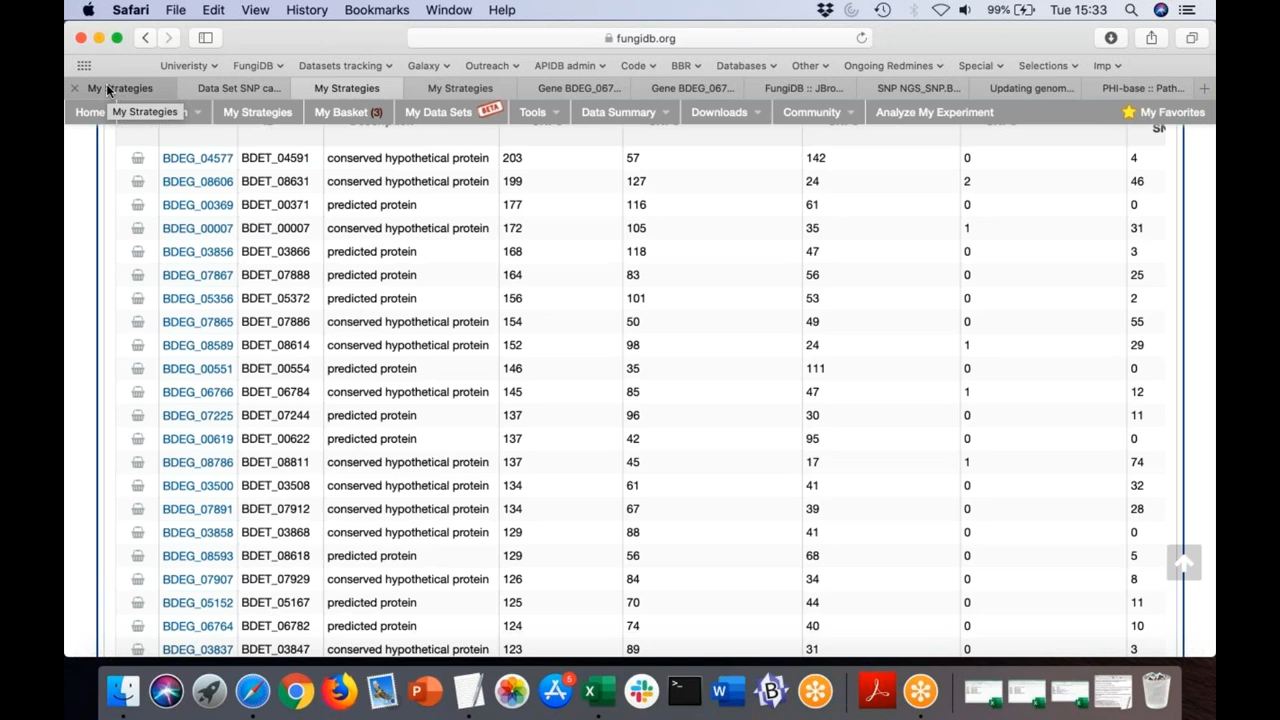 Safari File Edit View History Bookmarks Window Help 99% Tue 15:33
fungidb.org
Univeristy FungiDB Datasets tracking Galaxy Outreach APIDB admin Code BBR Databases Other Ongoing Redmines Special Selections Imp
My Strategies Data Set SNP ca... My Strategies My Strategies Gene BDEG_067... Gene BDEG_067... FungiDB :: JBro... SNP NGS_SNP.B... Updating genom... PHI-base :: Path...
Home My Strategies My Strategies My Basket (3) My Data Sets BETA Tools Data Summary Downloads Community Analyze My Experiment My Favorites
BDEG_04577 BDET_04591 conserved hypothetical protein 203 57 142 0 4
BDEG_08606 BDET_08631 conserved hypothetical protein 199 127 24 2 46
BDEG_00369 BDET_00371 predicted protein 177 116 61 0 0
BDEG_00007 BDET_00007 conserved hypothetical protein 172 105 35 1 31
BDEG_03856 BDET_03866 predicted protein 168 118 47 0 3
BDEG_07867 BDET_07888 predicted protein 164 83 56 0 25
BDEG_05356 BDET_05372 predicted protein 156 101 53 0 2
BDEG_07865 BDET_07886 conserved hypothetical protein 154 50 49 0 55
BDEG_08589 BDET_08614 conserved hypothetical protein 152 98 24 1 29
BDEG_00551 BDET_00554 predicted protein 146 35 111 0 0
BDEG_06766 BDET_06784 conserved hypothetical protein 145 85 47 1 12
BDEG_07225 BDET_07244 predicted protein 137 96 30 0 11
BDEG_00619 BDET_00622 predicted protein 137 42 95 0 0
BDEG_08786 BDET_08811 conserved hypothetical protein 137 45 17 1 74
BDEG_03500 BDET_03508 conserved hypothetical protein 134 61 41 0 32
BDEG_07891 BDET_07912 conserved hypothetical protein 134 67 39 0 28
BDEG_03858 BDET_03868 conserved hypothetical protein 129 88 41 0 0
BDEG_08593 BDET_08618 predicted protein 129 56 68 0 5
BDEG_07907 BDET_07929 conserved hypothetical protein 126 84 34 0 8
BDEG_05152 BDET_05167 predicted protein 125 70 44 0 11
BDEG_06764 BDET_06782 predicted protein 124 74 40 0 10
BDEG_03837 BDET_03847 conserved hypothetical protein 123 89 31 0 3